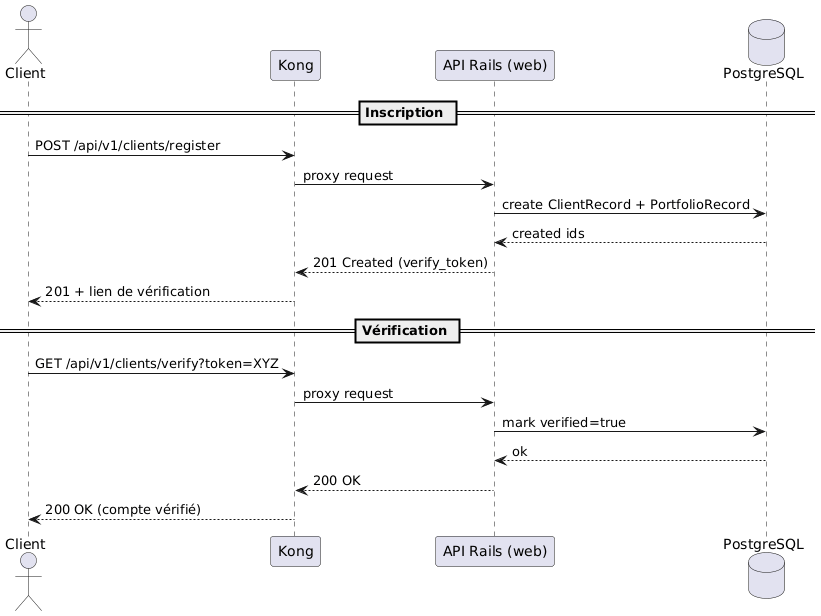 Client
Kong
API Rails (web)
PostgreSQL
Inscription
POST /api/v1/clients/register
proxy request
create ClientRecord + PortfolioRecord
created ids
201 Created (verify_token)
201 + lien de vérification
Vérification
GET /api/v1/clients/verify?token=XYZ
proxy request
mark verified=true
ok
200 OK
200 OK (compte vérifié)
Client
Kong
API Rails (web)
PostgreSQL